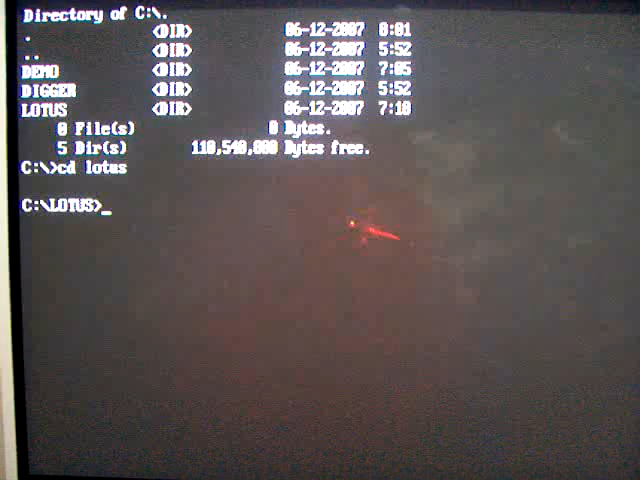 Directory of C:\.
. <DIR> 06-12-2007 8:01
.. <DIR> 06-12-2007 5:52
DEMO <DIR> 06-12-2007 7:05
DIGGER <DIR> 06-12-2007 5:52
LOTUS <DIR> 06-12-2007 7:10
0 File(s) 0 Bytes.
5 Dir(s) 110,540,000 Bytes free.
C:\>cd lotus
C:\LOTUS>_